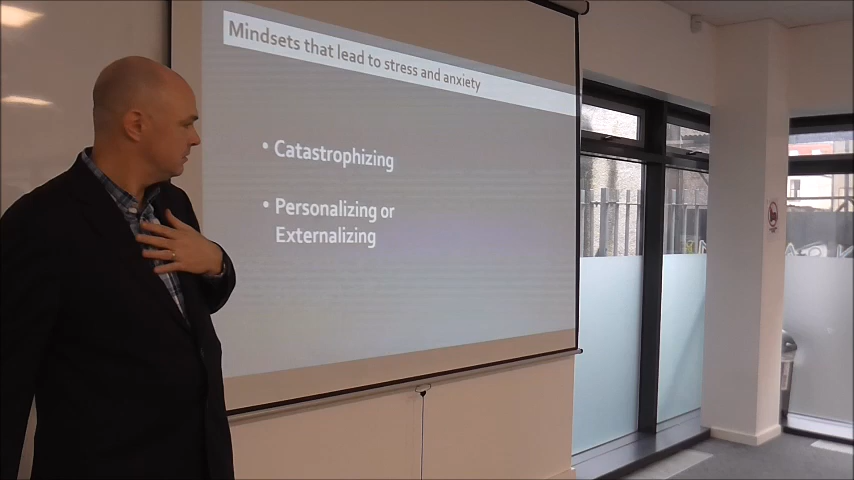 Mindsets that lead to stress and anxiety
• Catastrophizing
• Personalizing or
Externalizing